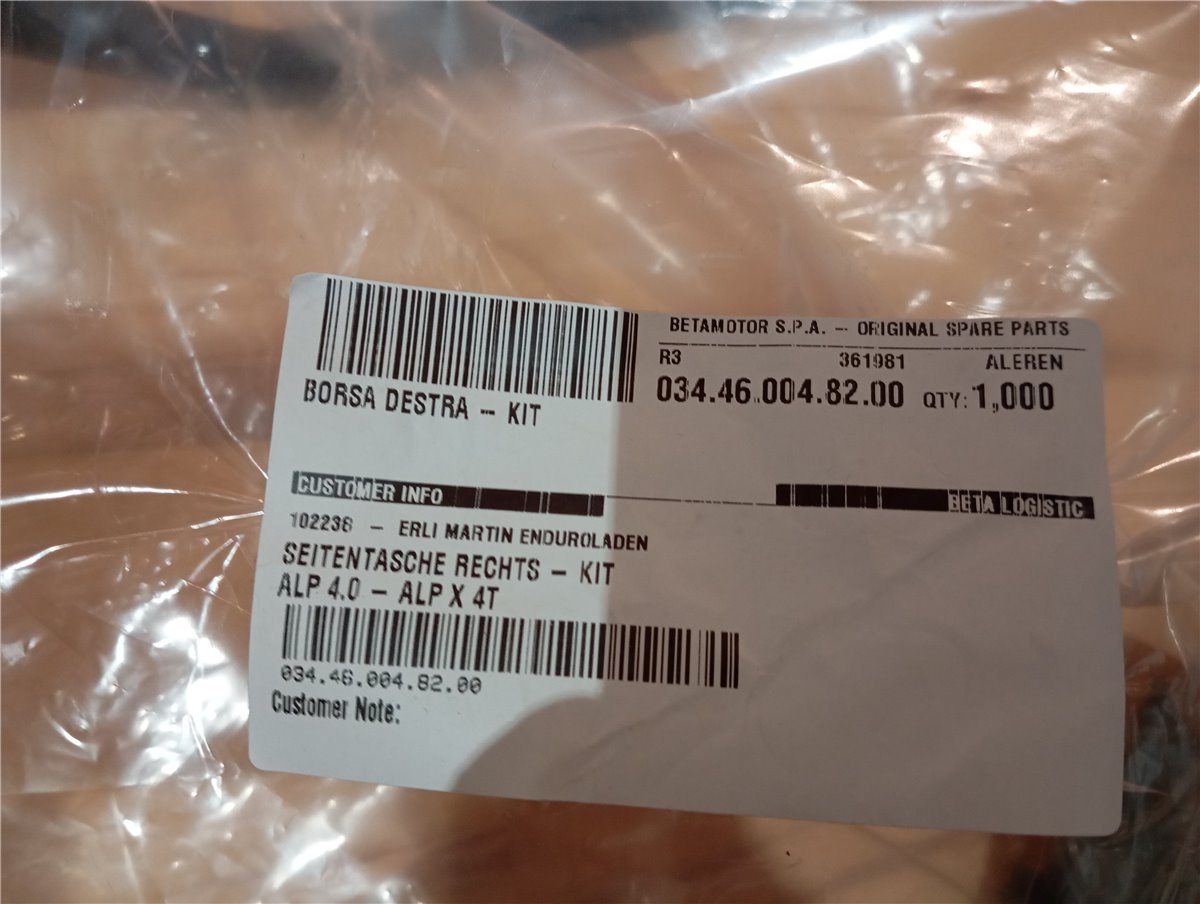 BETAMOTOR S.P.A. – ORIGINAL SPARE PARTS
R3 361981 ALEREN
034.46.004.82.00 QTY: 1,000
BORSA DESTRA – KIT
CUSTOMER INFO
BETA LOGISTIC
102238 – ERLI MARTIN ENDUROLADEN
SEITENTASCHE RECHTS – KIT
ALP 4.0 – ALP X 4T
034.46.004.82.00
Customer Note: